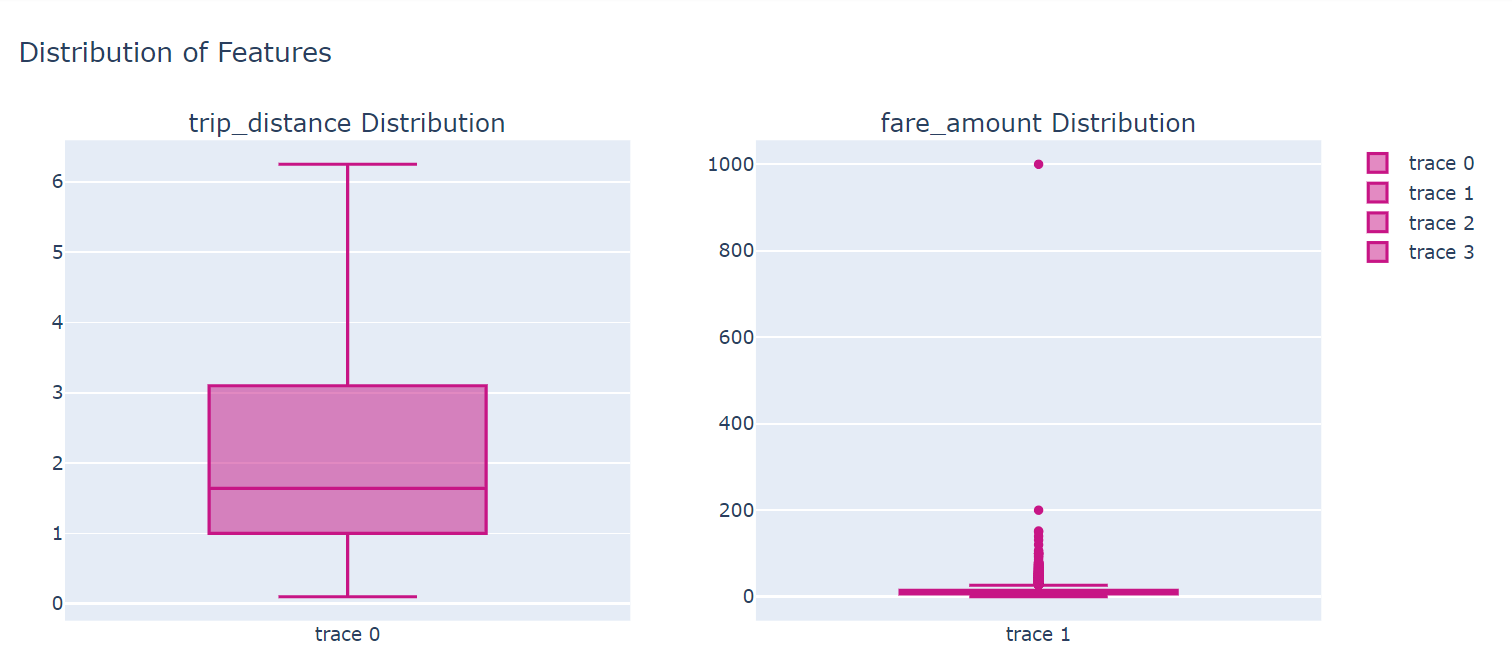 Distribution of Features
trip_distance Distribution
6
5
4
3
2
1
0
trace 0
fare_amount Distribution
1000
800
600
400
200
0
trace 1
trace 0
trace 1
trace 2
trace 3